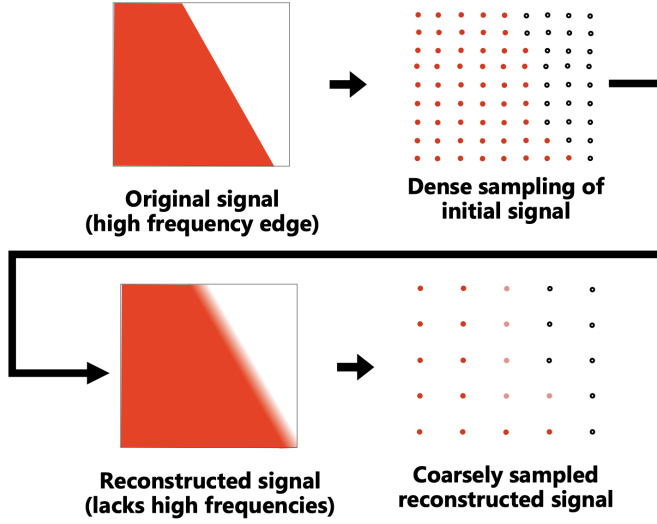 Original signal
(high frequency edge)
Dense sampling of
initial signal
Reconstructed signal
(lacks high frequencies)
Coarsely sampled
reconstructed signal